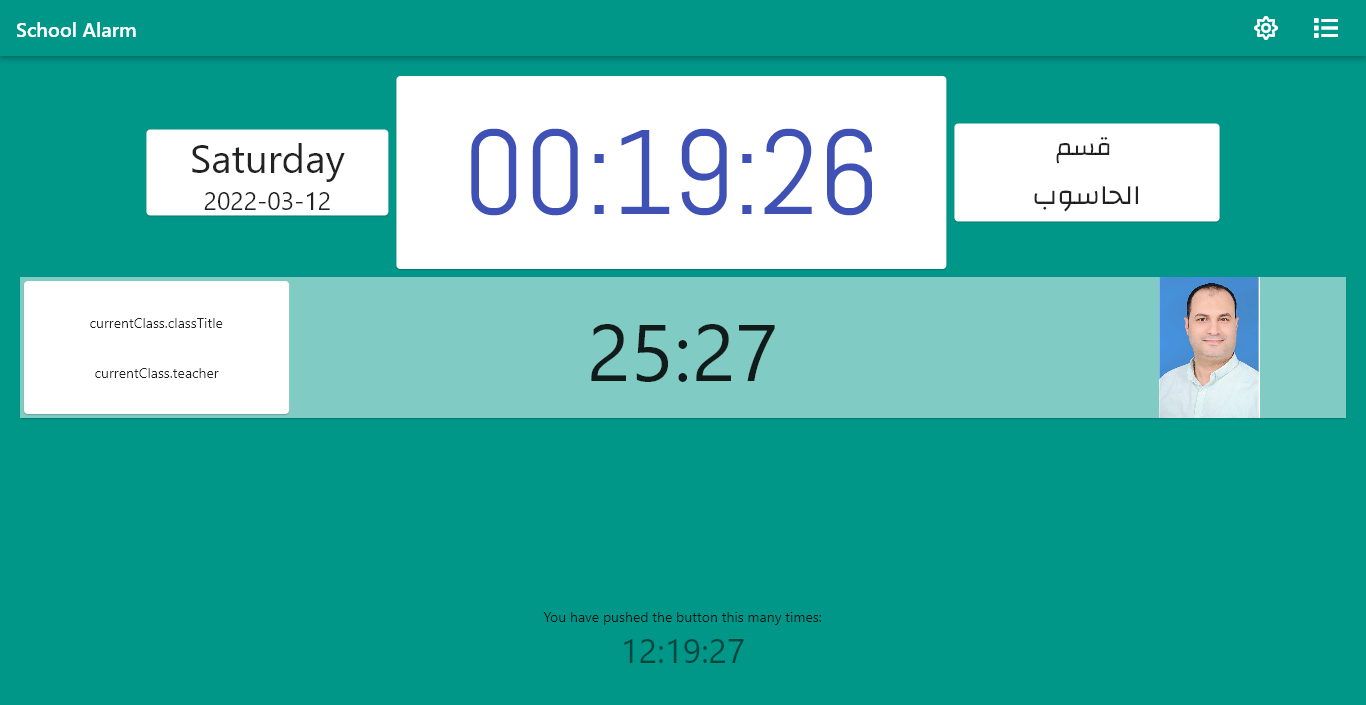 School Alarm
Saturday
2022-03-12
00:19:26
قسم
الحاسوب
currentClass.classTitle
currentClass.teacher
25:27
You have pushed the button this many times:
12:19:27